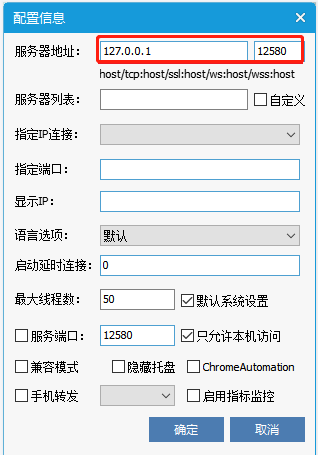 配置信息
服务器地址： 127.0.0.1 12580
host/tcp:host/ssl:host/ws:host/wss:host
服务器列表： 自定义
指定IP连接：
指定端口：
显示IP：
语言选项： 默认
启动延时连接： 0
最大线程数： 50 默认系统设置
服务端口： 12580 只允许本机访问
兼容模式 隐藏托盘 ChromeAutomation
手机转发 启用指标监控
确定 取消